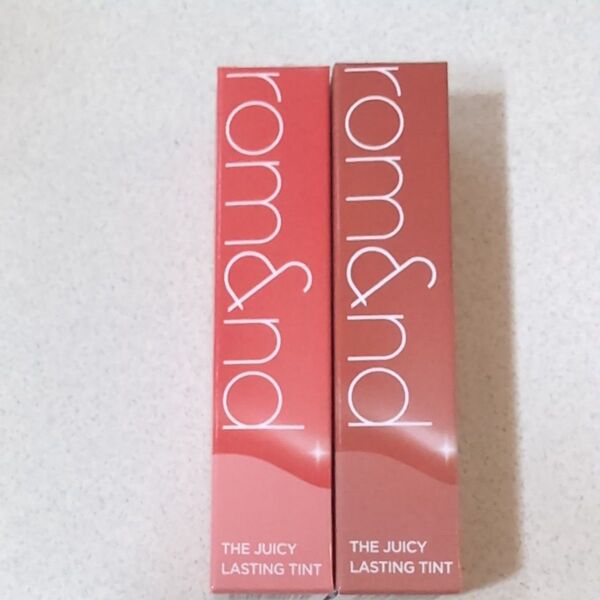 rom&nd
THE JUICY
LASTING TINT
rom&nd
THE JUICY
LASTING TINT